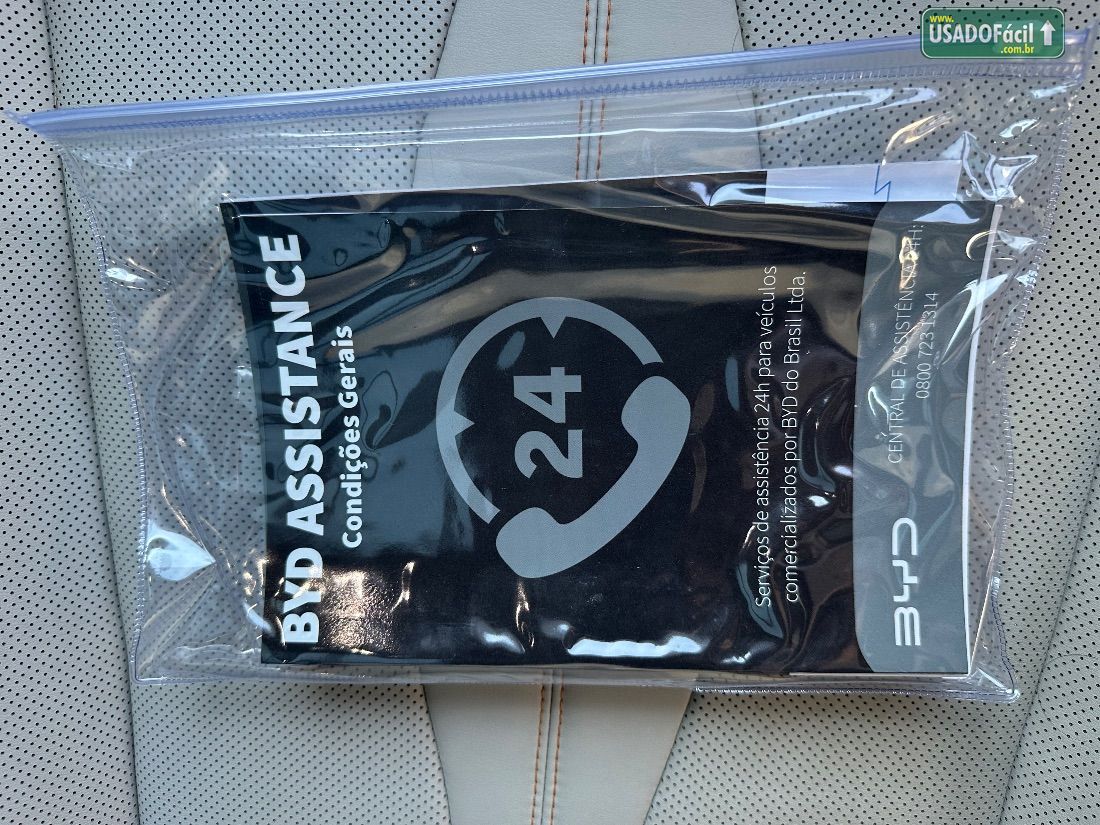 www.
USADOFácil
.com.br
BYD ASSISTANCE
Condições Gerais
24
Serviços de assistência 24h para veículos
comercializados por BYD do Brasil Ltda.
CENTRAL DE ASSISTÊNCIA 24H:
0800 723 1314
BYD